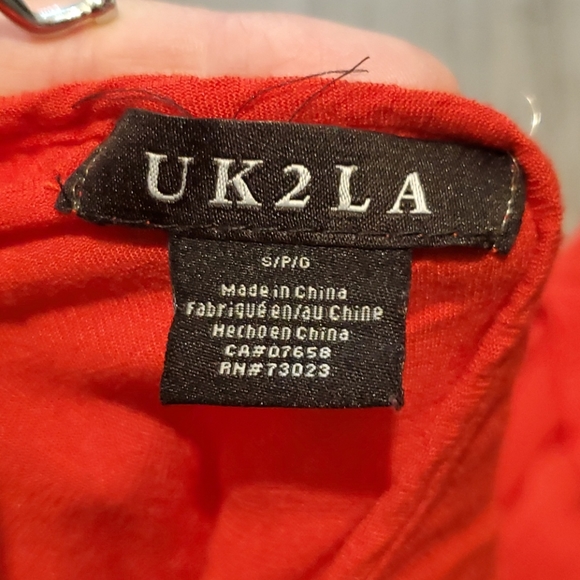 UK2LA
S/P/G
Made in China
Fabriqué en/au Chine
Hecho en China
CA#07658
RN#73023